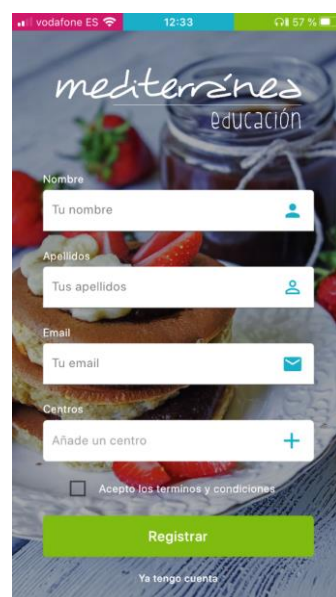 vodafone ES 12:33 57 %
mediterránea
educación
Nombre
Tu nombre
Apellidos
Tus apellidos
Email
Tu email
Centros
Añade un centro
Acepto los terminos y condiciones
Registrar
Ya tengo cuenta